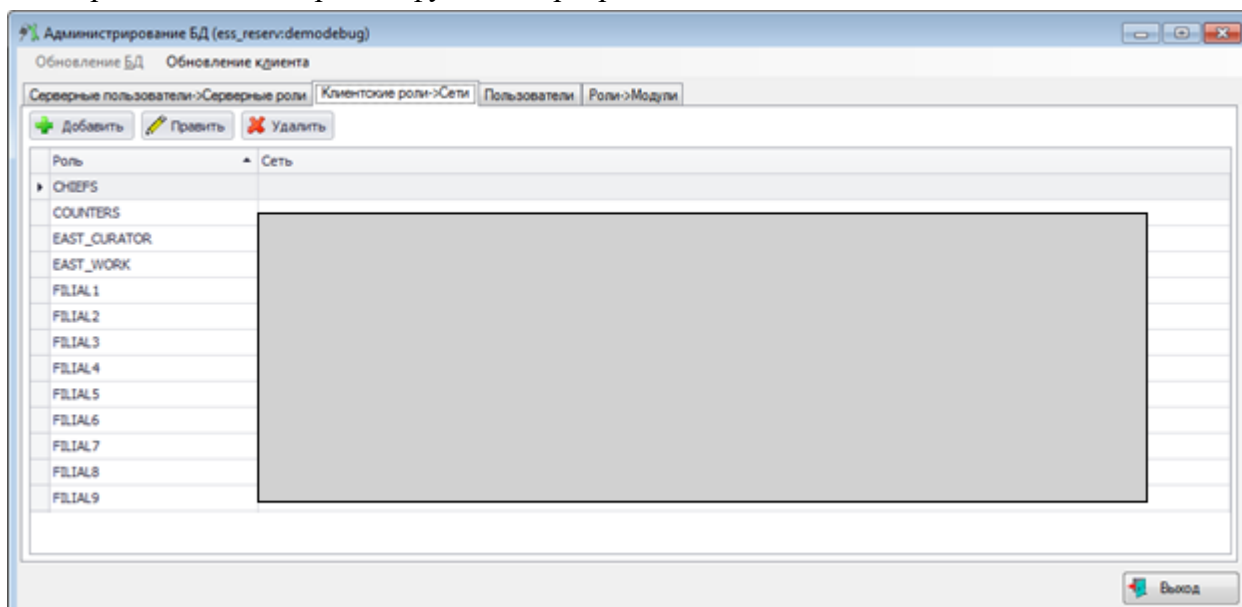 Администрирование БД (ess_reserv:demodebug)
Обновление БД Обновление клиента
Серверные пользователи->Серверные роли Клиентские роли->Сети Пользователи Роли->Модули
Добавить Править Удалить
Роль Сеть
CHIEFS
COUNTERS
EAST_CURATOR
EAST_WORK
FILIAL1
FILIAL2
FILIAL3
FILIAL4
FILIAL5
FILIAL6
FILIAL7
FILIAL8
FILIAL9
Выход